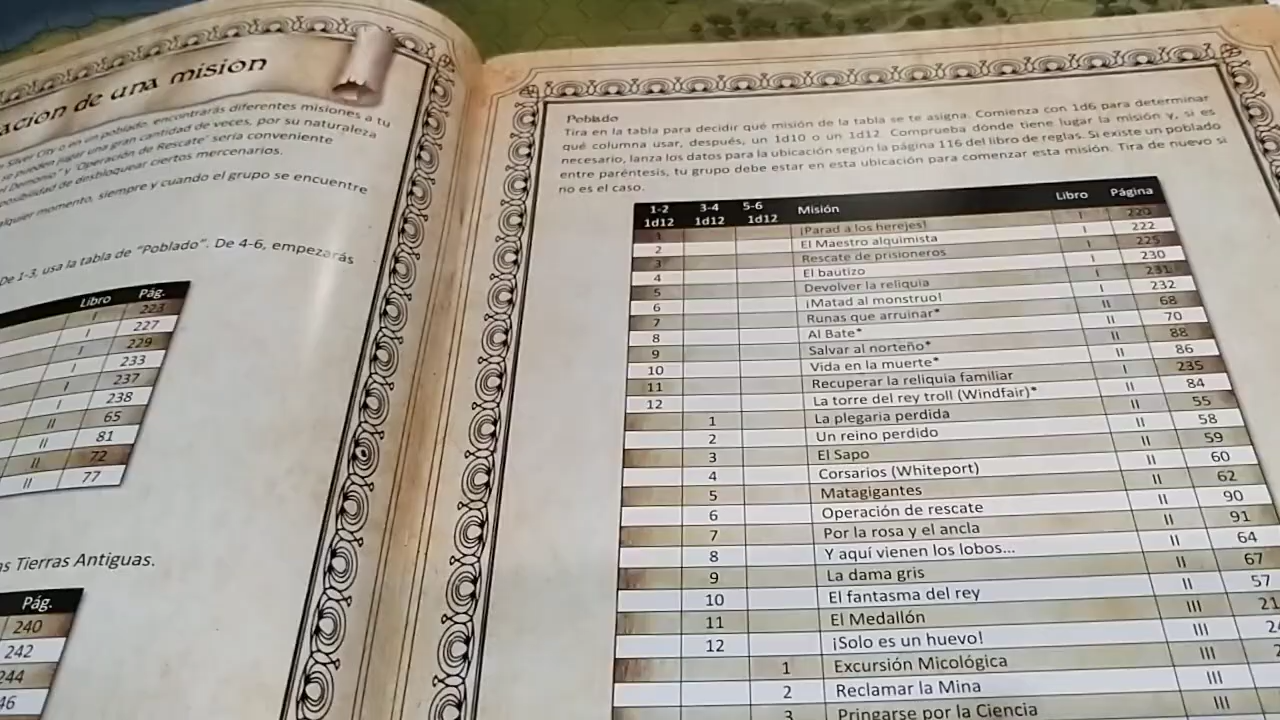 ación de una misión
Silver City o en un poblado, encontrarás diferentes misiones a tu
se pueden jugar una gran cantidad de veces, por su naturaleza
el Demonio" y "Operación de Rescate" sería conveniente
posibilidad de desbloquear ciertos mercenarios.
alquier momento, siempre y cuando el grupo se encuentre
De 1-3, usa la tabla de "Poblado". De 4-6, empezarás
Libro Pág.
I 223
I 227
I 229
I 233
I 237
I 238
II 65
II 81
II 72
II 77
as Tierras Antiguas.
Pág.
240
242
244
46
Poblado
Tira en la tabla para decidir qué misión de la tabla se te asigna. Comienza con 1d6 para determinar
qué columna usar, después, un 1d10 o un 1d12. Comprueba dónde tiene lugar la misión y, si es
necesario, lanza los datos para la ubicación según la página 116 del libro de reglas. Si existe un poblado
entre paréntesis, tu grupo debe estar en esta ubicación para comenzar esta misión. Tira de nuevo si
no es el caso.
1-2 3-4 5-6
1d12 1d12 1d12 Misión Libro Página
1 ¡Parad a los herejes! I 220
2 El Maestro alquimista I 222
3 Rescate de prisioneros I 225
4 El bautizo I 230
5 Devolver la reliquia I 231
6 ¡Matad al monstruo! I 232
7 Runas que arruinar* II 68
8 Al Bate* II 70
9 Salvar al norteño* II 88
10 Vida en la muerte* II 86
11 Recuperar la reliquia familiar I 235
12 La torre del rey troll (Windfair)* II 84
1 La plegaria perdida II 55
2 Un reino perdido II 58
3 El Sapo II 59
4 Corsarios (Whiteport) II 60
5 Matagigantes II 62
6 Operación de rescate II 90
7 Por la rosa y el ancla II 91
8 Y aquí vienen los lobos... II 64
9 La dama gris II 67
10 El fantasma del rey II 57
11 El Medallón III 21
12 ¡Solo es un huevo! III 2
1 Excursión Micológica III 2
2 Reclamar la Mina III
3 Pringarse por la Ciencia III